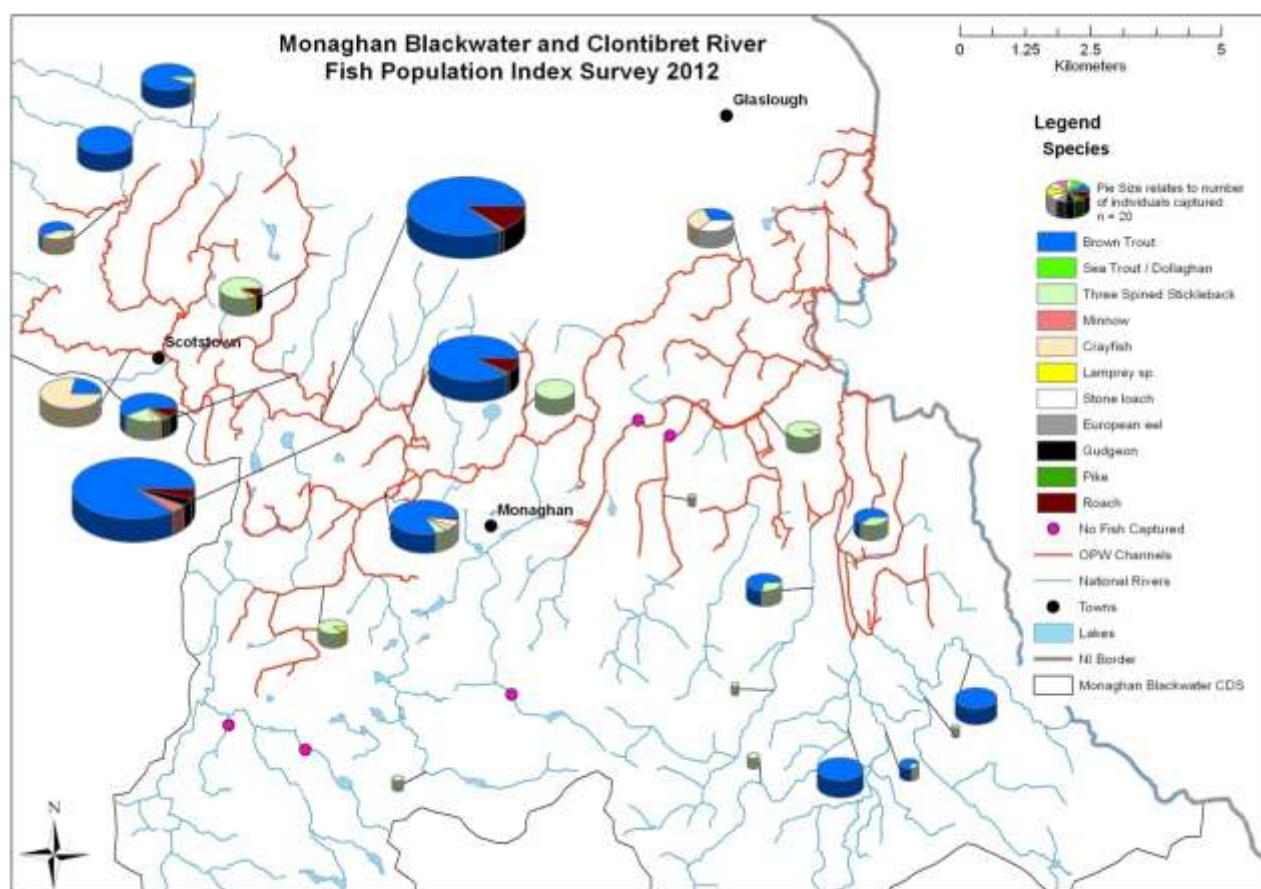 Monaghan Blackwater and Clontibret River
Fish Population Index Survey 2012
0 1.25 2.5 5
Kilometers
Glaslough
Scotstown
Monaghan
N
Legend
Species
Pie Size relates to number
of individuals captured
n = 20
Brown Trout
Sea Trout / Dollaghan
Three Spined Stickleback
Minnow
Crayfish
Lamprey sp.
Stone loach
European eel
Gudgeon
Pike
Roach
No Fish Captured
OPW Channels
National Rivers
Towns
Lakes
NI Border
Monaghan Blackwater CDS